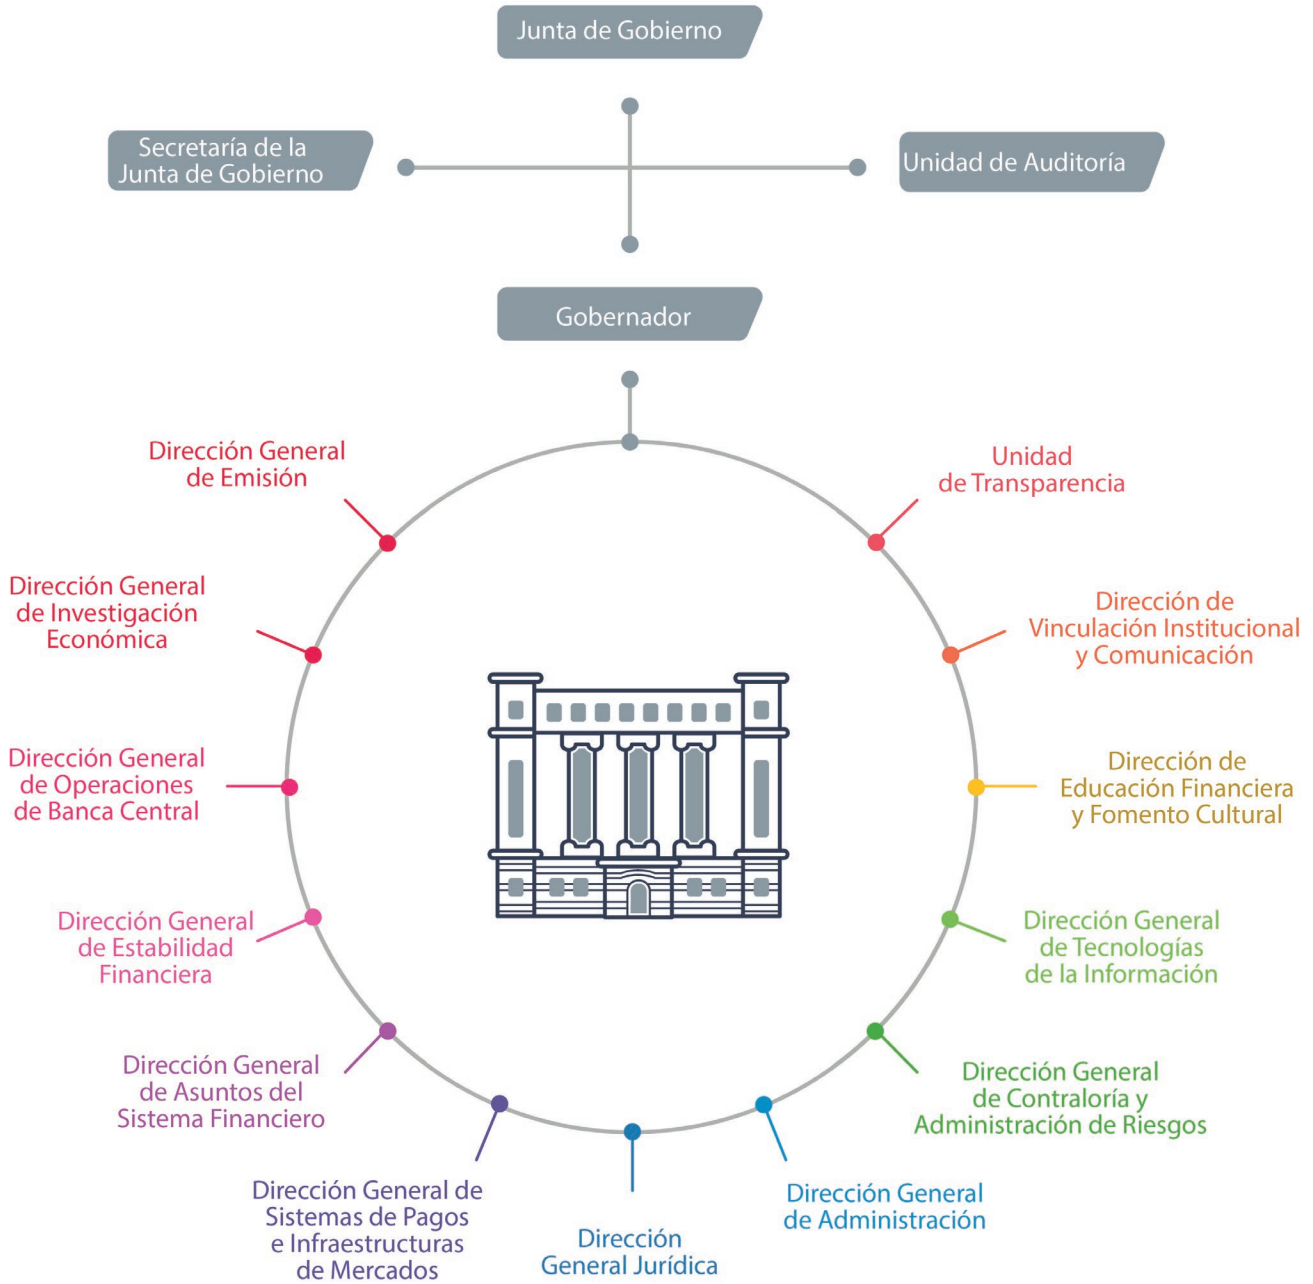 Junta de Gobierno
Secretaría de la
Junta de Gobierno
Unidad de Auditoría
Gobernador
Dirección General
de Emisión
Unidad
de Transparencia
Dirección General
de Investigación
Económica
Dirección de
Vinculación Institucional
y Comunicación
Dirección General
de Operaciones
de Banca Central
Dirección de
Educación Financiera
y Fomento Cultural
Dirección General
de Estabilidad
Financiera
Dirección General
de Tecnologías
de la Información
Dirección General
de Asuntos del
Sistema Financiero
Dirección General
de Contraloría y
Administración de Riesgos
Dirección General de
Sistemas de Pagos
e Infraestructuras
de Mercados
Dirección
General Jurídica
Dirección General
de Administración